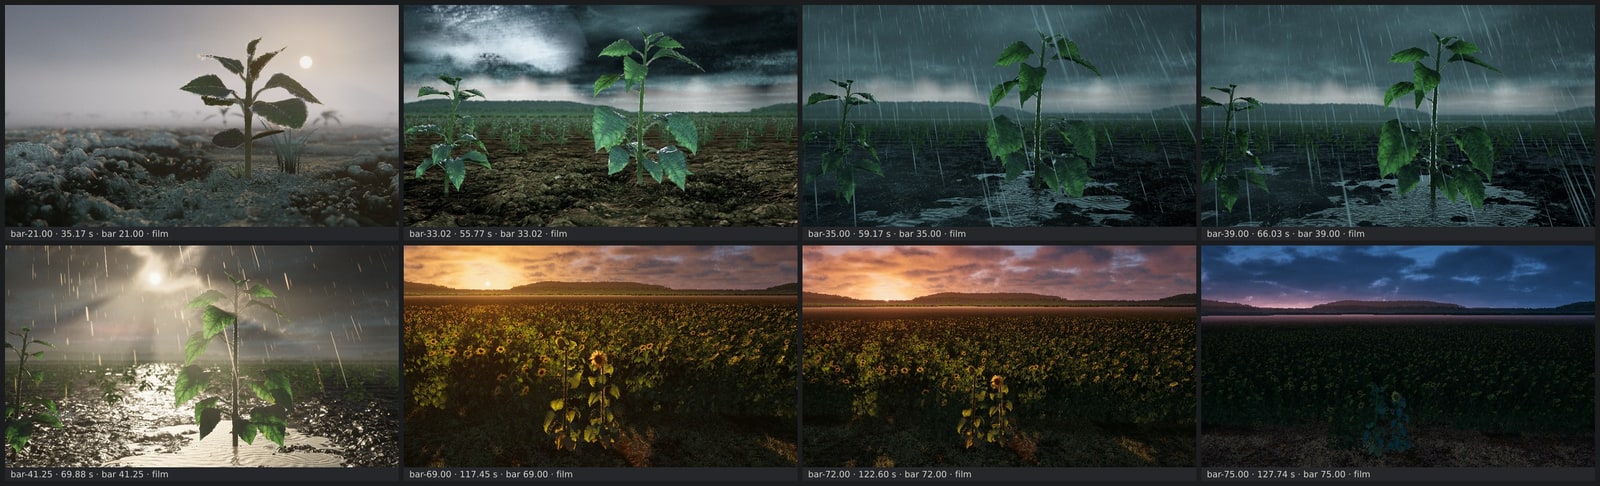 bar-21.00 · 35.17 s · bar 21.00 · film
bar-33.02 · 55.77 s · bar 33.02 · film
bar-35.00 · 59.17 s · bar 35.00 · film
bar-39.00 · 66.03 s · bar 39.00 · film
bar-41.25 · 69.88 s · bar 41.25 · film
bar-69.00 · 117.45 s · bar 69.00 · film
bar-72.00 · 122.60 s · bar 72.00 · film
bar-75.00 · 127.74 s · bar 75.00 · film